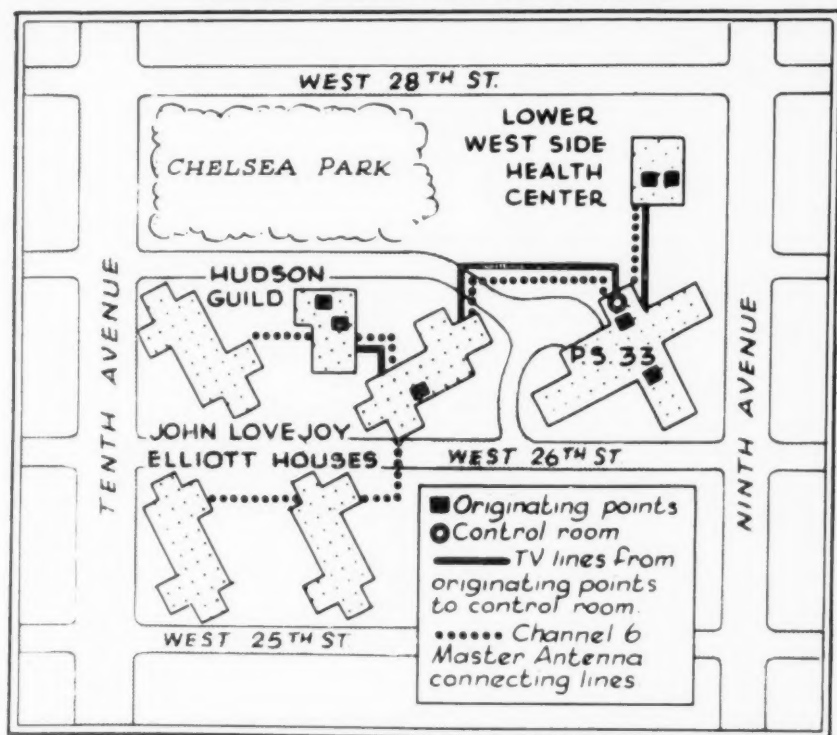 WEST 28TH ST.
LOWER
WEST SIDE
HEALTH
CENTER
CHELSEA PARK
HUDSON
GUILD
TENTH AVENUE
P.S. 33
NINTH AVENUE
JOHN LOVEJOY
ELLIOTT HOUSES
WEST 26TH ST
Originating points
Control room
TV lines from
originating points
to control room.
Channel 6
Master Antenna
connecting lines
WEST 25TH ST